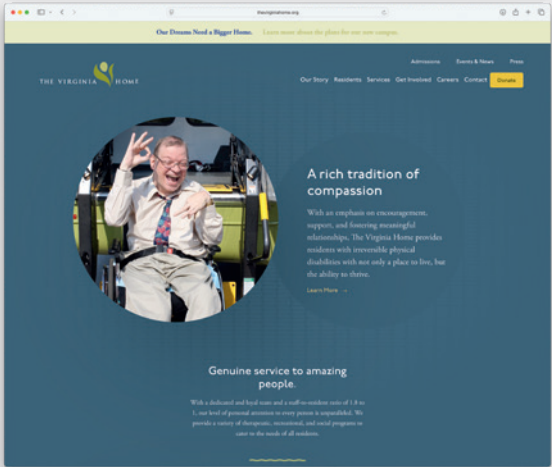 thevirginiahome.org
Our Dreams Need a Bigger Home. Learn more about the plans for our new campus.
Admissions Events & News Press
THE VIRGINIA HOME
Our Story Residents Services Get Involved Careers Contact Donate
A rich tradition of
compassion
With an emphasis on encouragement,
support, and fostering meaningful
relationships, The Virginia Home provides
residents with irreversible physical
disabilities with not only a place to live, but
the ability to thrive.
Learn More →
Genuine service to amazing
people.
With a dedicated and loyal team and a staff-to-resident ratio of 1.8 to
1, our level of personal attention to every person is unparalleled. We
provide a variety of therapeutic, recreational, and social programs to
cater to the needs of all residents.